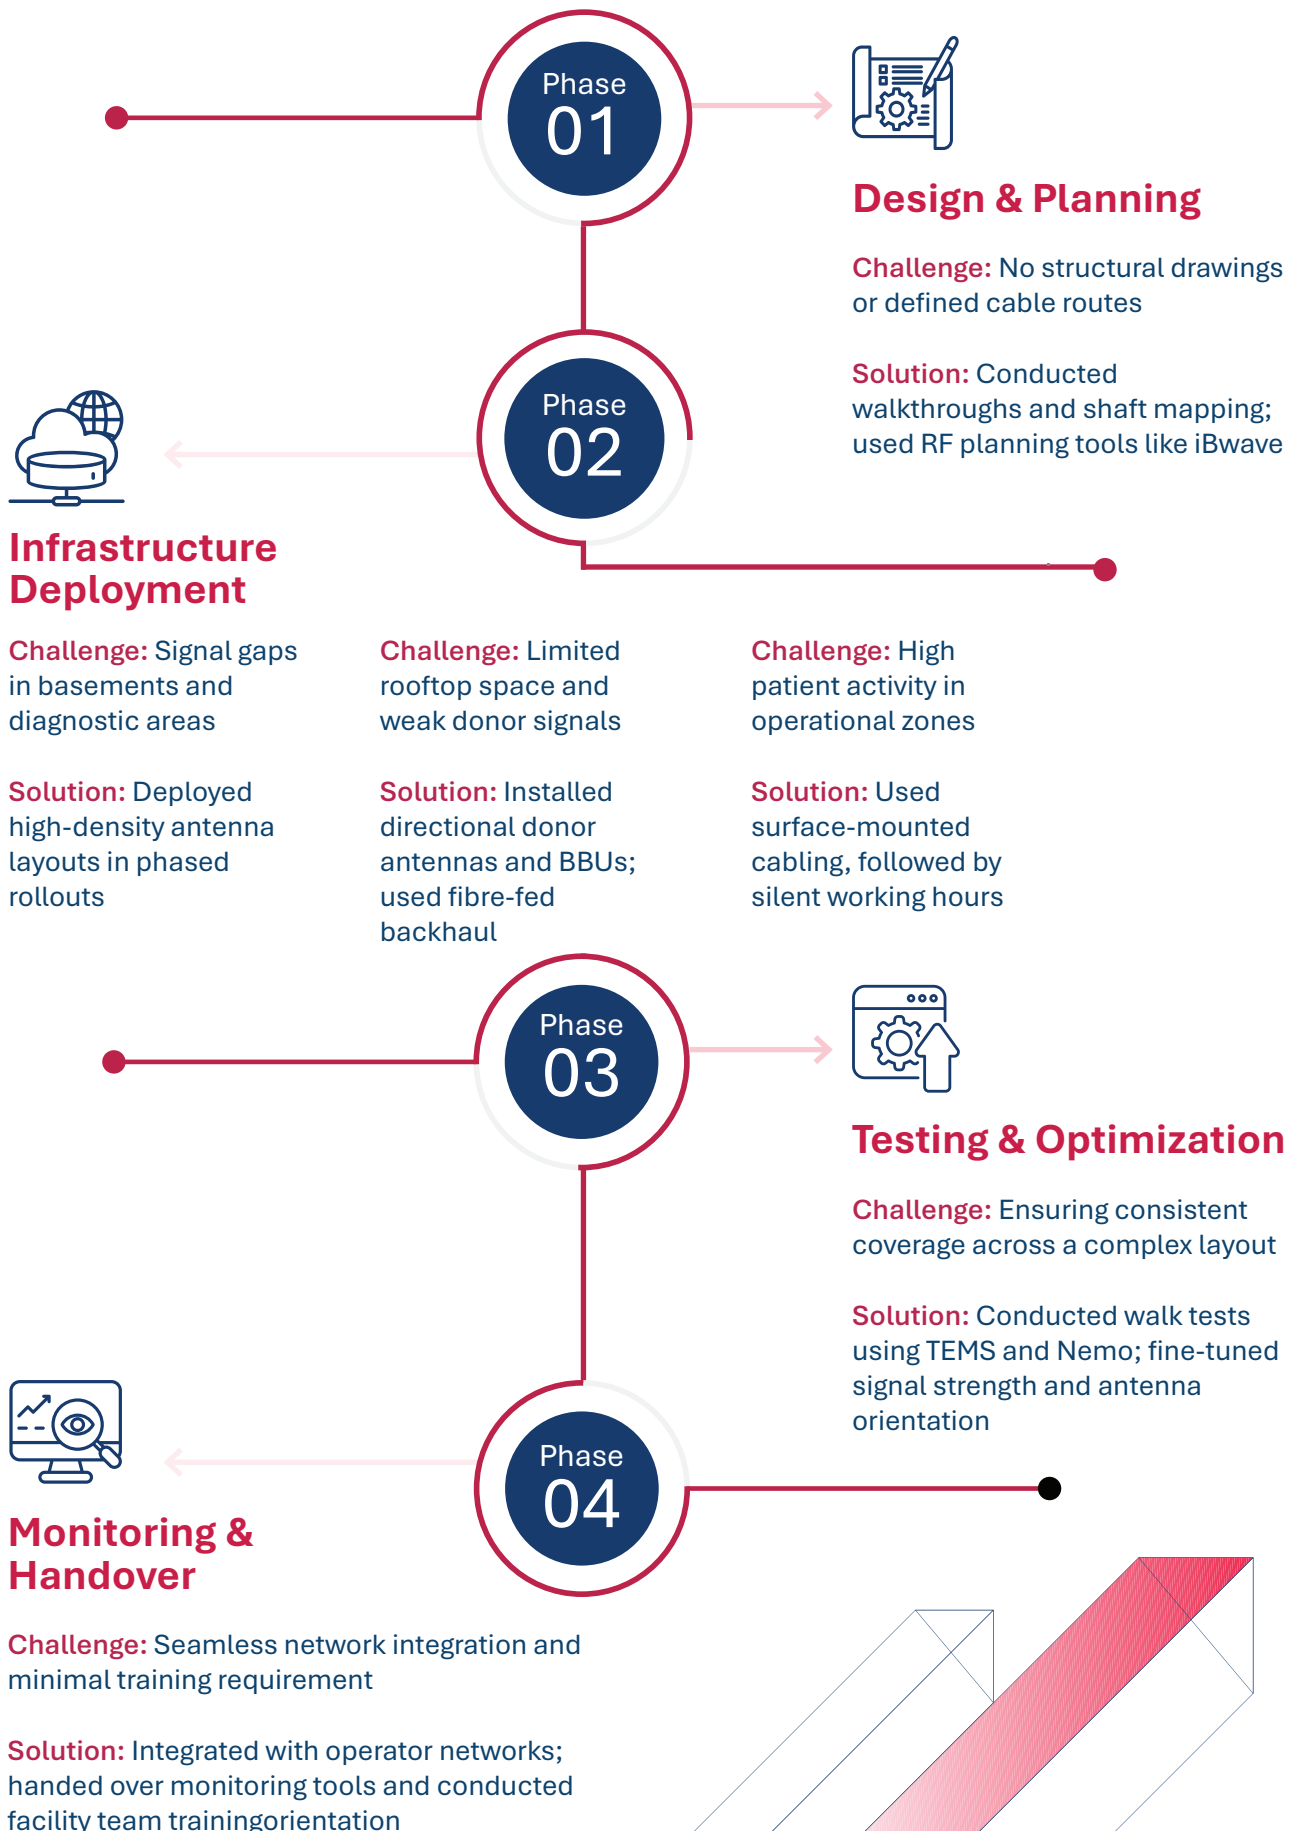 Phase
01
Design & Planning
Challenge: No structural drawings
or defined cable routes
Solution: Conducted
walkthroughs and shaft mapping;
used RF planning tools like iBwave
Phase
02
Infrastructure
Deployment
Challenge: Signal gaps
in basements and
diagnostic areas
Solution: Deployed
high-density antenna
layouts in phased
rollouts
Challenge: Limited
rooftop space and
weak donor signals
Solution: Installed
directional donor
antennas and BBUs;
used fibre-fed
backhaul
Challenge: High
patient activity in
operational zones
Solution: Used
surface-mounted
cabling, followed by
silent working hours
Phase
03
Testing & Optimization
Challenge: Ensuring consistent
coverage across a complex layout
Solution: Conducted walk tests
using TEMS and Nemo; fine-tuned
signal strength and antenna
orientation
Phase
04
Monitoring &
Handover
Challenge: Seamless network integration and
minimal training requirement
Solution: Integrated with operator networks;
handed over monitoring tools and conducted
facility team trainingorientation